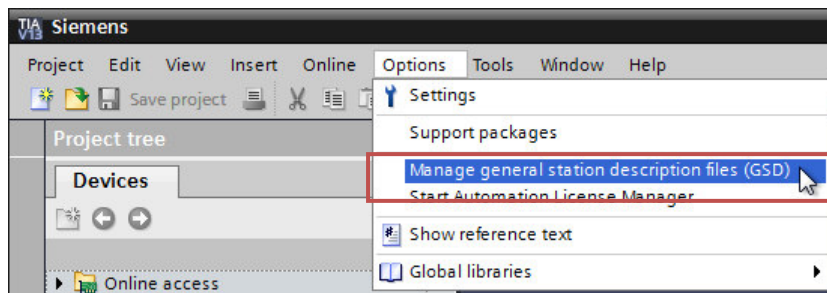 TIA V13 Siemens
Project Edit View Insert Online Options Tools Window Help
Save project
Settings
Support packages
Project tree
Manage general station description files (GSD)
Devices
Start Automation License Manager
Show reference text
Global libraries
Online access